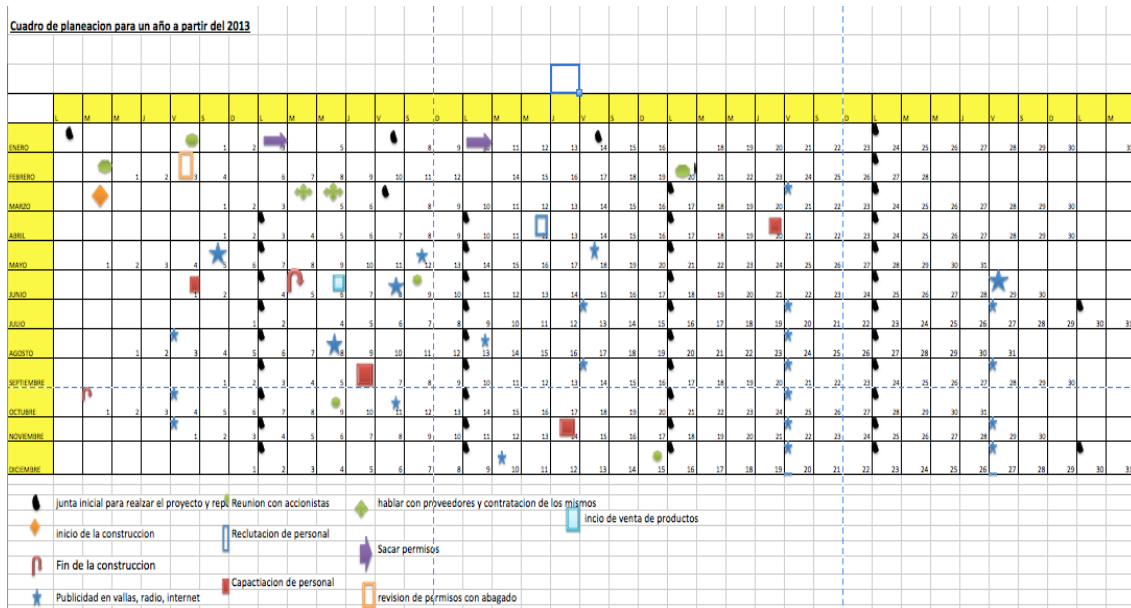 Cuadro de planeacion para un año a partir del 2013
L M M J V S D L M M J V S D L M M J V S D L M M J V S D L M M J V S D L M
ENERO 1 2 3 5 8 9 11 12 13 14 15 16 17 18 19 20 21 22 23 24 25 26 27 28 29 30 31
FEBRERO 1 2 3 6 7 8 9 10 11 12 13 14 15 16 17 18 19 20 21 22 23 24 25 26 27 28
MARZO 1 2 3 5 6 8 9 10 11 12 13 14 15 16 17 18 19 20 21 22 23 24 25 26 27 28 29 30
ABRIL 1 2 3 4 5 6 7 8 9 10 11 12 13 14 15 16 17 18 19 20 21 22 23 24 25 26 27 28 29 30
MAYO 1 2 3 4 5 6 7 8 9 10 11 12 13 14 15 16 17 18 19 20 21 22 23 24 25 26 27 28 29 30 31
JUNIO 1 4 5 6 7 9 10 11 12 13 14 15 16 17 18 19 20 21 22 23 24 25 26 27 28 29 30
JULIO 1 2 4 5 6 7 8 9 10 11 12 13 14 15 16 17 18 19 20 21 22 23 24 25 26 27 28 29 30 31
AGOSTO 1 2 3 4 5 6 7 8 9 10 11 12 13 14 15 16 17 18 19 20 21 22 23 24 25 26 27 28 29 30 31
SEPTIEMBRE 1 2 3 4 5 7 8 9 10 11 12 13 14 15 16 17 18 19 20 21 22 23 24 25 26 27 28 29 30
OCTUBRE 1 2 3 4 5 6 7 8 9 10 11 12 13 14 15 16 17 18 19 20 21 22 23 24 25 26 27 28 29 30 31
NOVIEMBRE 1 2 3 4 5 6 7 8 9 10 11 12 13 14 15 16 17 18 19 20 21 22 23 24 25 26 27 28 29 30
DICIEMBRE 1 2 3 4 5 6 7 8 9 10 11 12 13 14 15 16 17 18 19 20 21 22 23 24 25 26 27 28 29 30 31
junta inicial para realzar el proyecto y rep
Reunion con accionistas
hablar con proveedores y contratacion de los mismos
incio de venta de productos
inicio de la construccion
Reclutacion de personal
Sacar permisos
Fin de la construccion
Capactiacion de personal
Publicidad en vallas, radio, internet
revision de permisos con abagado